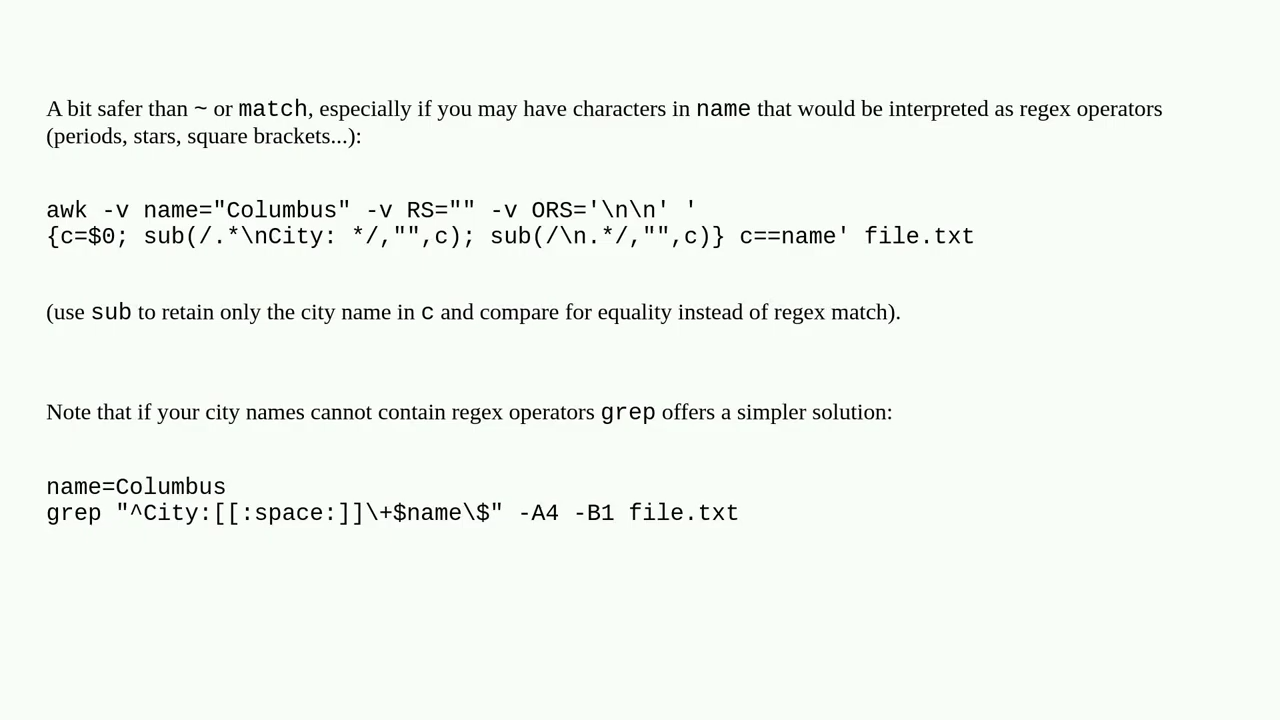 A bit safer than ~ or match, especially if you may have characters in name that would be interpreted as regex operators
(periods, stars, square brackets...):
awk -v name="Columbus" -v RS="" -v ORS='\n\n' '
{c=$0; sub(/.*\nCity: */,"",c); sub(/\n.*/,"",c)} c==name' file.txt
(use sub to retain only the city name in c and compare for equality instead of regex match).
Note that if your city names cannot contain regex operators grep offers a simpler solution:
name=Columbus
grep "^City:[[:space:]]\+$name\$" -A4 -B1 file.txt